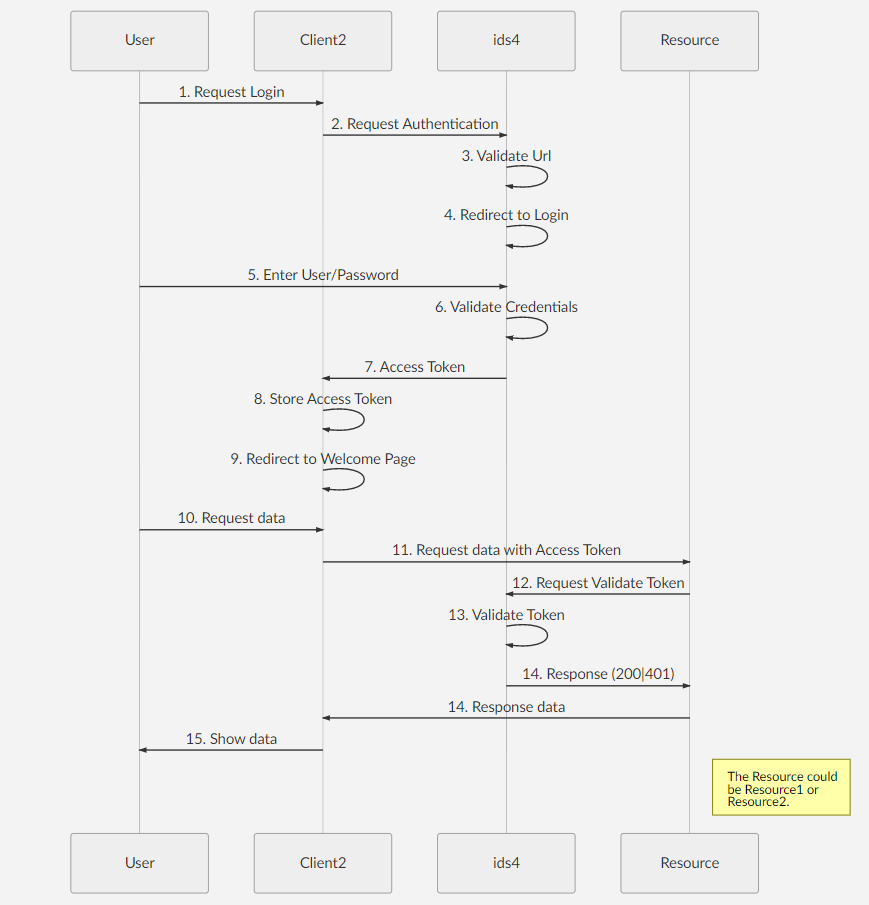 User
Client2
ids4
Resource
1. Request Login
2. Request Authentication
3. Validate Url
4. Redirect to Login
5. Enter User/Password
6. Validate Credentials
7. Access Token
8. Store Access Token
9. Redirect to Welcome Page
10. Request data
11. Request data with Access Token
12. Request Validate Token
13. Validate Token
14. Response (200|401)
14. Response data
15. Show data
The Resource could
be Resource1 or
Resource2.
User
Client2
ids4
Resource